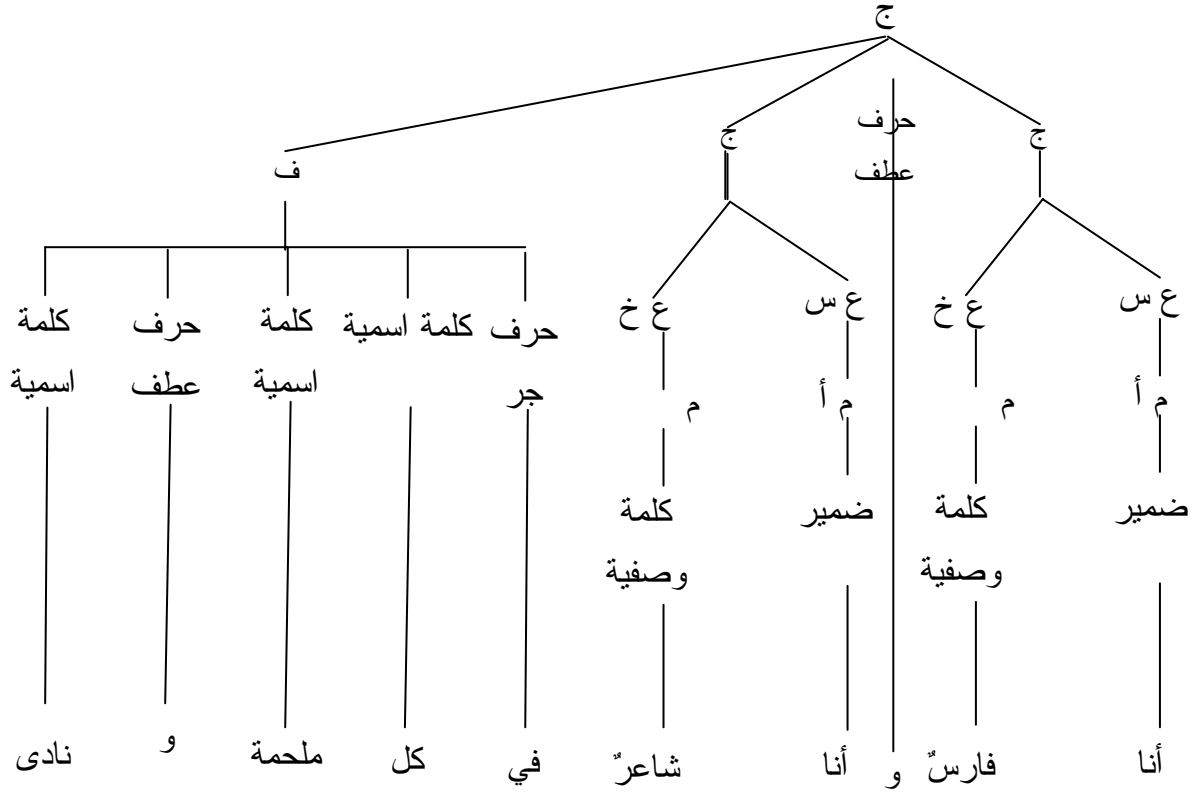 ج
ج
حرف
عطف
ج
ف
ع س
ع خ
ع س
ع خ
حرف
جر
كلمة اسمية
كلمة
اسمية
حرف
عطف
كلمة
اسمية
م أ
م
م أ
م
ضمير
كلمة
وصفية
ضمير
كلمة
وصفية
أنا
فارسٌ
و
أنا
شاعرٌ
في
كل
ملحمة
و
نادى